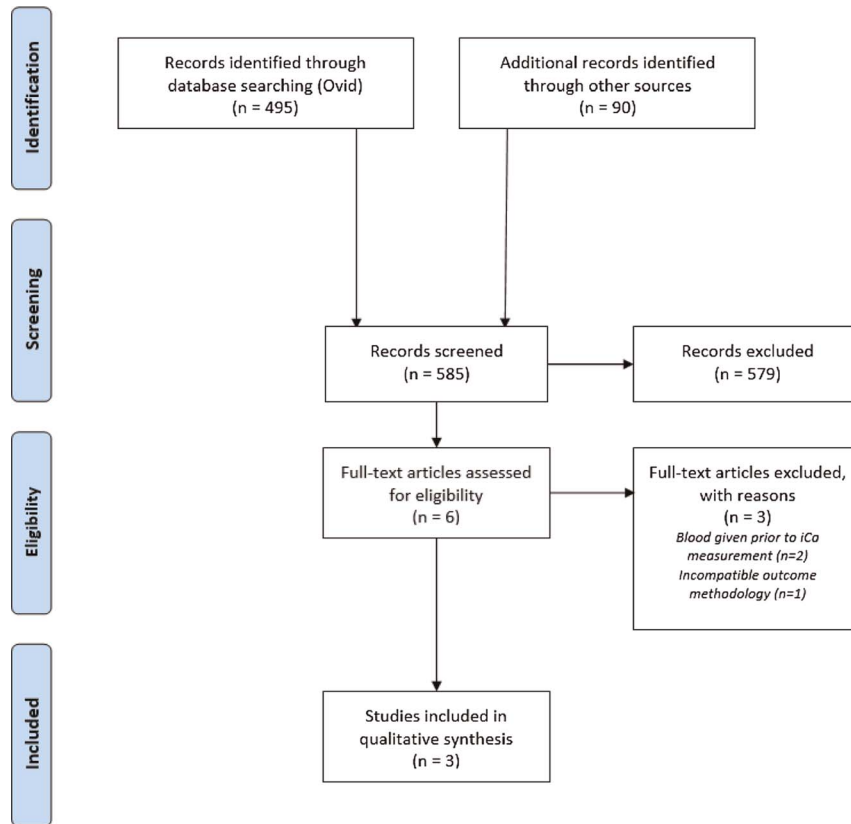 Identification
Records identified through
database searching (Ovid)
(n = 495)
Additional records identified
through other sources
(n = 90)
Screening
Records screened
(n = 585)
Records excluded
(n = 579)
Eligibility
Full-text articles assessed
for eligibility
(n = 6)
Full-text articles excluded,
with reasons
(n = 3)
Blood given prior to iCa
measurement (n=2)
Incompatible outcome
methodology (n=1)
Included
Studies included in
qualitative synthesis
(n = 3)